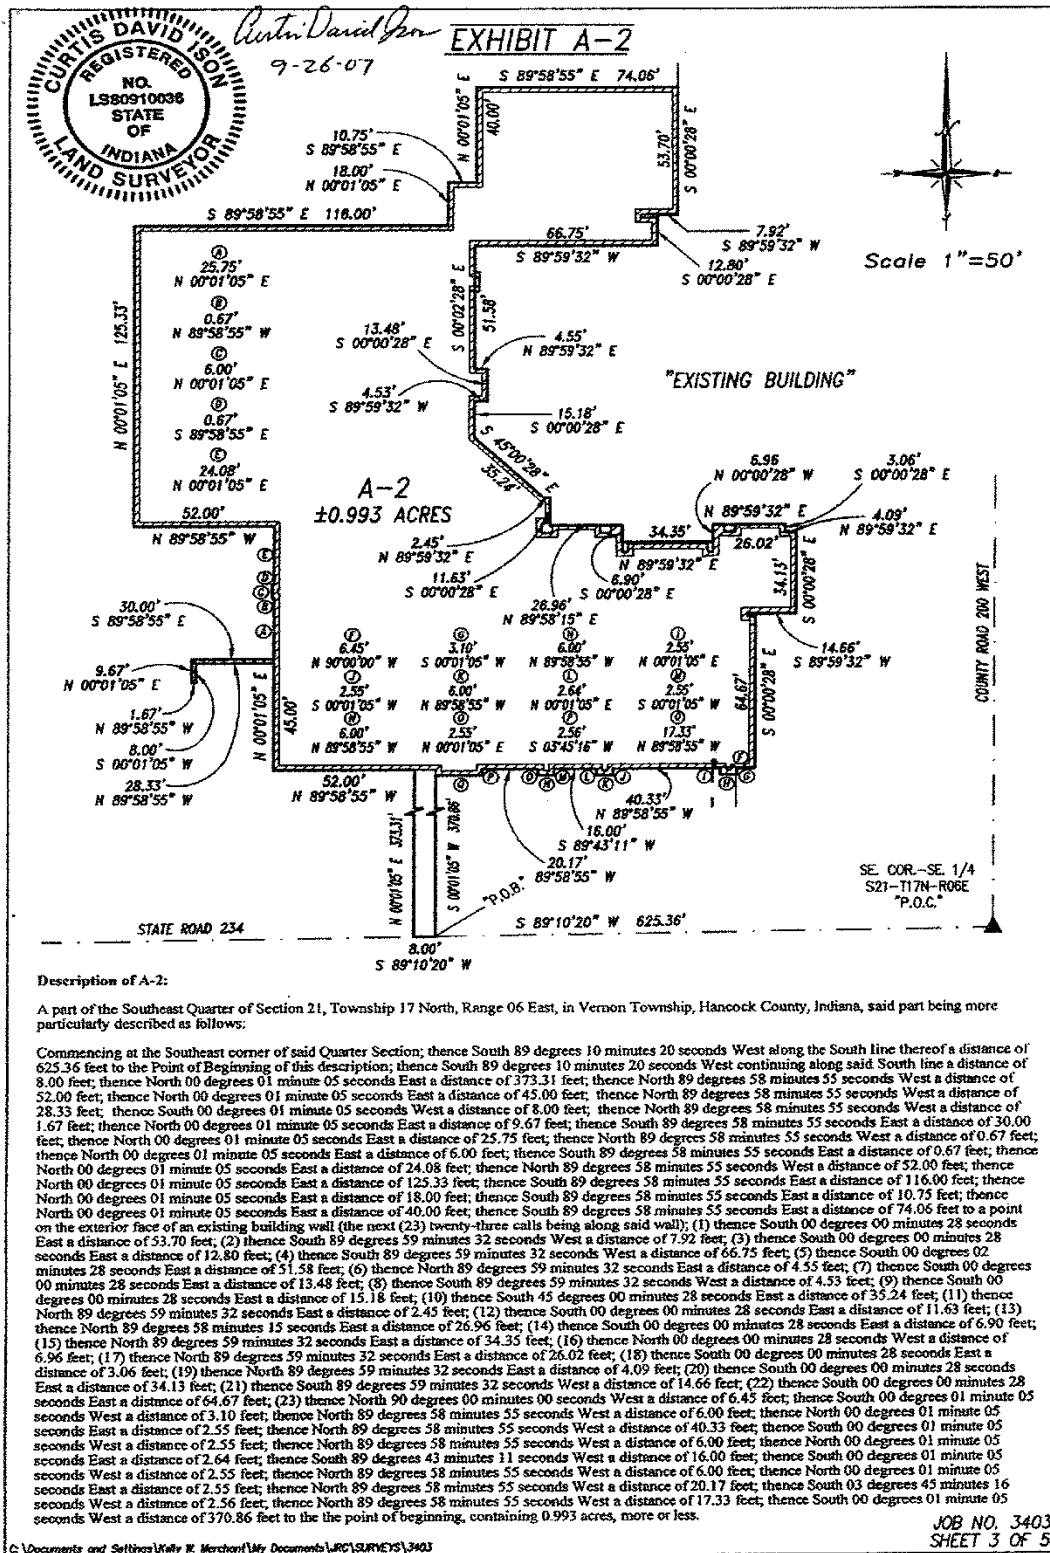 CURTIS DAVID ISON
REGISTERED
NO.
LS80910036
STATE
OF
INDIANA
LAND SURVEYOR
Curtis David Ison
9-26-07
EXHIBIT A-2
S 89°58'55" E 74.06'
N 00°01'05" E
40.00'
53.70'
S 00°00'28" E
10.75'
S 89°58'55" E
18.00'
N 00°01'05" E
S 89°58'55" E 116.00'
7.92'
S 89°59'32" W
66.75'
S 89°59'32" W
12.80'
S 00°00'28" E
Scale 1"=50'
A
25.75'
N 00°01'05" E
B
0.67'
N 89°58'55" W
C
6.00'
N 00°01'05" E
D
0.67'
S 89°58'55" E
E
24.08'
N 00°01'05" E
N 00°01'05" E 125.33'
S 00°02'28" E
51.58'
13.48'
S 00°00'28" E
4.55'
N 89°59'32" E
4.53'
S 89°59'32" W
"EXISTING BUILDING"
15.18'
S 00°00'28" E
S 45°00'28" E
35.24'
A-2
±0.993 ACRES
6.96
N 00°00'28" W
3.06'
S 00°00'28" E
52.00'
N 89°58'55" W
N 89°59'32" E
4.09'
N 89°59'32" E
34.35'
N 89°59'32" E
26.02'
2.45'
N 89°59'32" E
11.63'
S 00°00'28" E
6.90'
S 00°00'28" E
26.96'
N 89°58'15" E
34.13'
S 00°00'28" E
E
D
C
B
A
30.00'
S 89°58'55" E
14.66'
S 89°59'32" W
COUNTY ROAD 200 WEST
F
6.45'
N 90°00'00" W
G
3.10'
S 00°01'05" W
H
6.00'
N 89°58'55" W
I
2.55'
N 00°01'05" E
J
2.55'
S 00°01'05" W
K
6.00'
N 89°58'55" W
L
2.64'
N 00°01'05" E
M
2.55'
S 00°01'05" W
N
6.00'
N 89°58'55" W
O
2.55'
N 00°01'05" E
P
2.56'
S 03°45'16" W
Q
17.33'
N 89°58'55" W
64.67'
S 00°00'28" E
9.67'
N 00°01'05" E
1.67'
N 89°58'55" W
8.00'
S 00°01'05" W
28.33'
N 89°58'55" W
N 00°01'05" E
45.00'
52.00'
N 89°58'55" W
Q P O N M L K J I H G F
40.33'
N 89°58'55" W
16.00'
S 89°43'11" W
20.17'
89°58'55" W
N 00°01'05" E 373.31'
S 00°01'05" W 370.86'
"P.O.B."
SE. COR.-SE. 1/4
S21-T17N-R06E
"P.O.C."
STATE ROAD 234
S 89°10'20" W 625.36'
8.00'
S 89°10'20" W
Description of A-2:
A part of the Southeast Quarter of Section 21, Township 17 North, Range 06 East, in Vernon Township, Hancock County, Indiana, said part being more
particularly described as follows:
Commencing at the Southeast corner of said Quarter Section; thence South 89 degrees 10 minutes 20 seconds West along the South line thereof a distance of
625.36 feet to the Point of Beginning of this description; thence South 89 degrees 10 minutes 20 seconds West continuing along said South line a distance of
8.00 feet; thence North 00 degrees 01 minute 05 seconds East a distance of 373.31 feet; thence North 89 degrees 58 minutes 55 seconds West a distance of
52.00 feet; thence North 00 degrees 01 minute 05 seconds East a distance of 45.00 feet; thence North 89 degrees 58 minutes 55 seconds West a distance of
28.33 feet; thence South 00 degrees 01 minute 05 seconds West a distance of 8.00 feet; thence North 89 degrees 58 minutes 55 seconds West a distance of
1.67 feet; thence North 00 degrees 01 minute 05 seconds East a distance of 9.67 feet; thence South 89 degrees 58 minutes 55 seconds East a distance of 30.00
feet; thence North 00 degrees 01 minute 05 seconds East a distance of 25.75 feet; thence North 89 degrees 58 minutes 55 seconds West a distance of 0.67 feet;
thence North 00 degrees 01 minute 05 seconds East a distance of 6.00 feet; thence South 89 degrees 58 minutes 55 seconds East a distance of 0.67 feet; thence
North 00 degrees 01 minute 05 seconds East a distance of 24.08 feet; thence North 89 degrees 58 minutes 55 seconds West a distance of 52.00 feet; thence
North 00 degrees 01 minute 05 seconds East a distance of 125.33 feet; thence South 89 degrees 58 minutes 55 seconds East a distance of 116.00 feet; thence
North 00 degrees 01 minute 05 seconds East a distance of 18.00 feet; thence South 89 degrees 58 minutes 55 seconds East a distance of 10.75 feet; thence
North 00 degrees 01 minute 05 seconds East a distance of 40.00 feet; thence South 89 degrees 58 minutes 55 seconds East a distance of 74.06 feet to a point
on the exterior face of an existing building wall (the next (23) twenty-three calls being along said wall); (1) thence South 00 degrees 00 minutes 28 seconds
East a distance of 53.70 feet; (2) thence South 89 degrees 59 minutes 32 seconds West a distance of 7.92 feet; (3) thence South 00 degrees 00 minutes 28
seconds East a distance of 12.80 feet; (4) thence South 89 degrees 59 minutes 32 seconds West a distance of 66.75 feet; (5) thence South 00 degrees 02
minutes 28 seconds East a distance of 51.58 feet; (6) thence North 89 degrees 59 minutes 32 seconds East a distance of 4.55 feet; (7) thence South 00 degrees
00 minutes 28 seconds East a distance of 13.48 feet; (8) thence South 89 degrees 59 minutes 32 seconds West a distance of 4.53 feet; (9) thence South 00
degrees 00 minutes 28 seconds East a distance of 15.18 feet; (10) thence South 45 degrees 00 minutes 28 seconds East a distance of 35.24 feet; (11) thence
North 89 degrees 59 minutes 32 seconds East a distance of 2.45 feet; (12) thence South 00 degrees 00 minutes 28 seconds East a distance of 11.63 feet; (13)
thence North 89 degrees 58 minutes 15 seconds East a distance of 26.96 feet; (14) thence South 00 degrees 00 minutes 28 seconds East a distance of 6.90 feet;
(15) thence North 89 degrees 59 minutes 32 seconds East a distance of 34.35 feet; (16) thence North 00 degrees 00 minutes 28 seconds West a distance of
6.96 feet; (17) thence North 89 degrees 59 minutes 32 seconds East a distance of 26.02 feet; (18) thence South 00 degrees 00 minutes 28 seconds East a
distance of 3.06 feet; (19) thence North 89 degrees 59 minutes 32 seconds East a distance of 4.09 feet; (20) thence South 00 degrees 00 minutes 28 seconds
East a distance of 34.13 feet; (21) thence South 89 degrees 59 minutes 32 seconds West a distance of 14.66 feet; (22) thence South 00 degrees 00 minutes 28
seconds East a distance of 64.67 feet; (23) thence North 90 degrees 00 minutes 00 seconds West a distance of 6.45 feet; thence South 00 degrees 01 minute 05
seconds West a distance of 3.10 feet; thence North 89 degrees 58 minutes 55 seconds West a distance of 6.00 feet; thence North 00 degrees 01 minute 05
seconds East a distance of 2.55 feet; thence North 89 degrees 58 minutes 55 seconds West a distance of 40.33 feet; thence South 00 degrees 01 minute 05
seconds West a distance of 2.55 feet; thence North 89 degrees 58 minutes 55 seconds West a distance of 6.00 feet; thence North 00 degrees 01 minute 05
seconds East a distance of 2.64 feet; thence South 89 degrees 43 minutes 11 seconds West a distance of 16.00 feet; thence South 00 degrees 01 minute 05
seconds West a distance of 2.55 feet; thence North 89 degrees 58 minutes 55 seconds West a distance of 6.00 feet; thence North 00 degrees 01 minute 05
seconds East a distance of 2.55 feet; thence North 89 degrees 58 minutes 55 seconds West a distance of 20.17 feet; thence South 03 degrees 45 minutes 16
seconds West a distance of 2.56 feet; thence North 89 degrees 58 minutes 55 seconds West a distance of 17.33 feet; thence South 00 degrees 01 minute 05
seconds West a distance of 370.86 feet to the the point of beginning, containing 0.993 acres, more or less.
JOB NO. 3403
SHEET 3 OF 5
C:\Documents and Settings\Kelly W. Merchant\My Documents\JRC\SURVEYS\3403